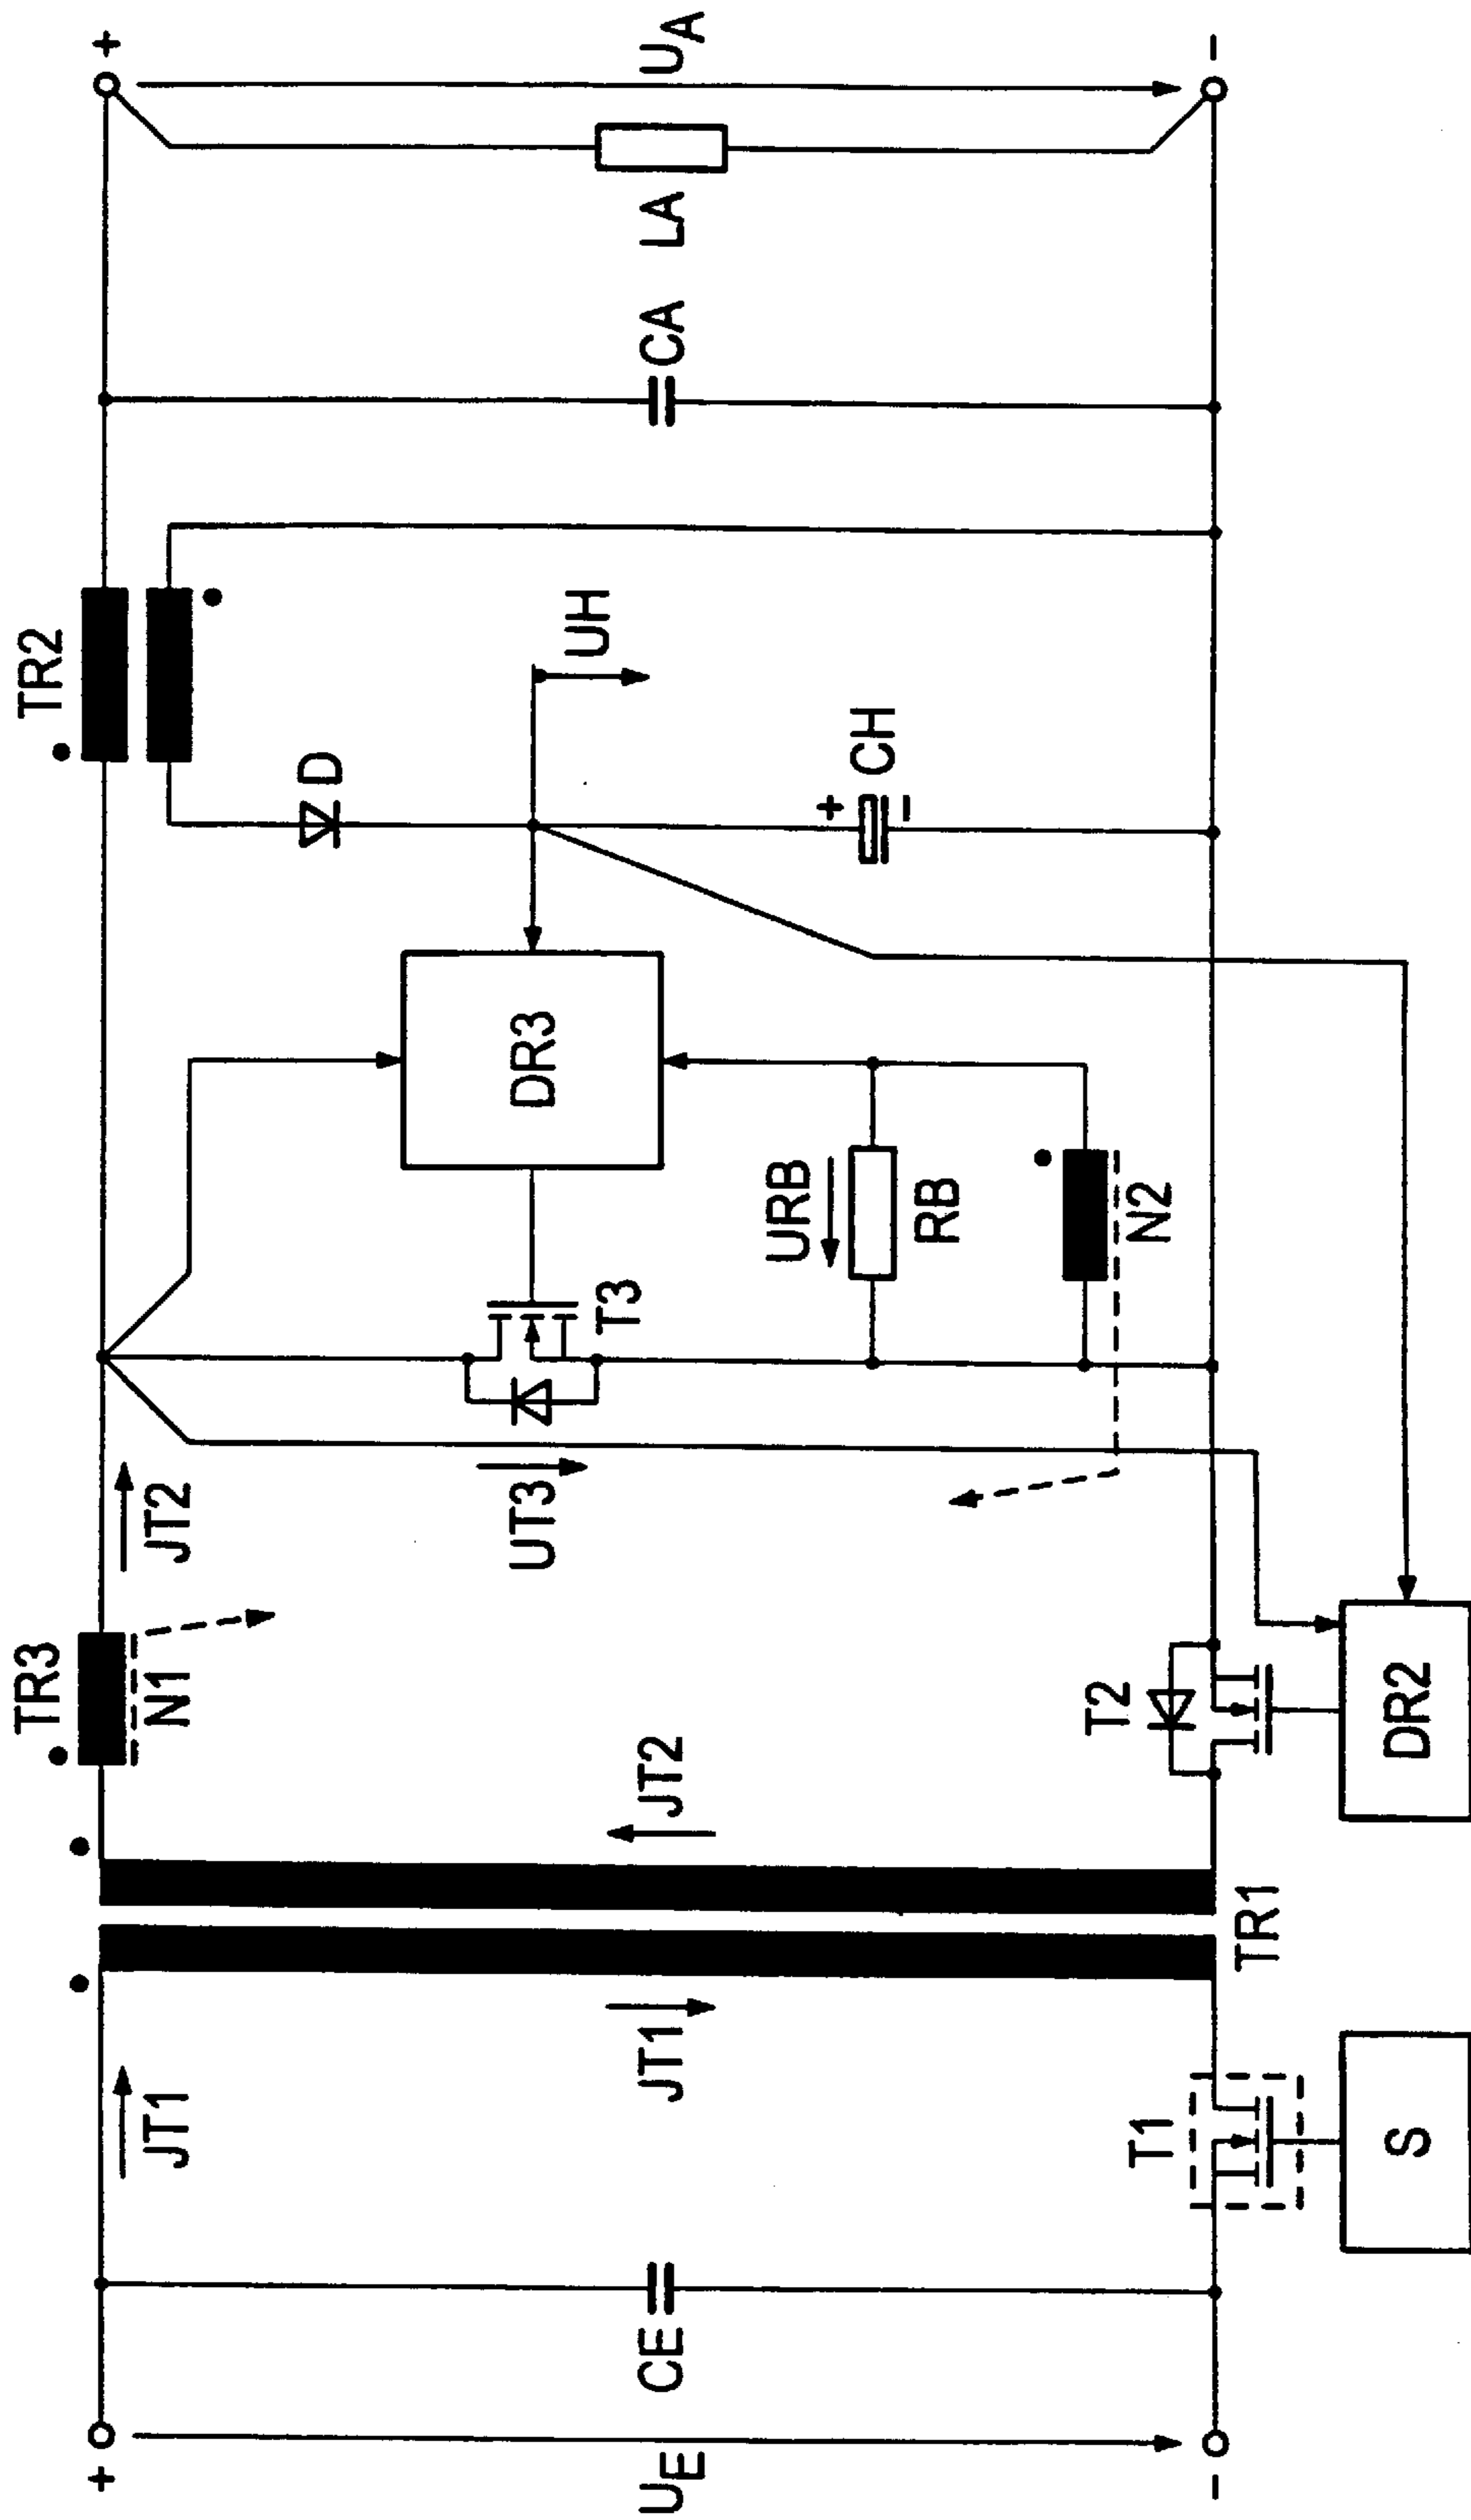 TR3
N1
JT2
TR2
+
+
JT1
JT1
JT2
UT3
T3
DR3
URB
RB
N2
D
UH
+
CH
−
UE
CE
CA
LA
UA
T1
TR1
T2
−
−
S
DR2